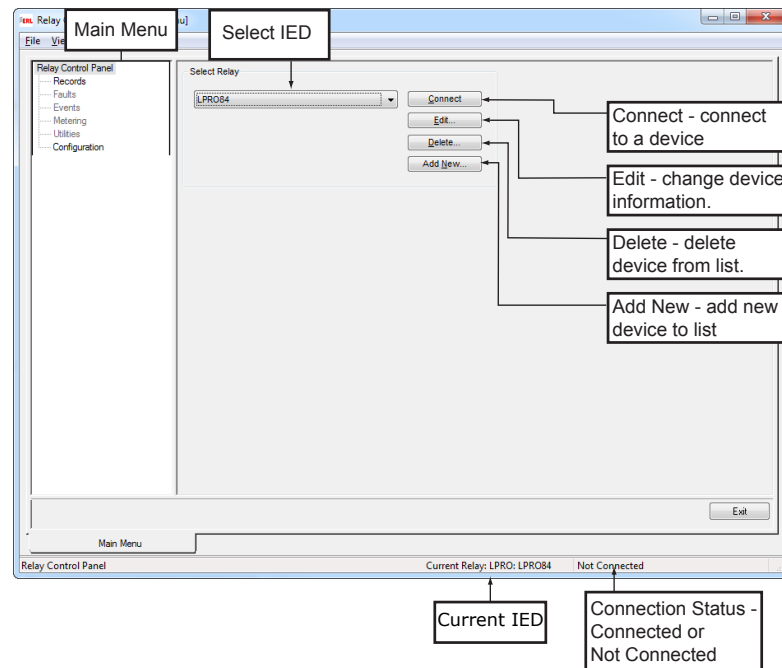 Relay
u]
Main Menu
Select IED
File
Relay Control Panel
Records
Faults
Events
Metering
Utilities
Configuration
Select Relay
LPRO84
Connect
Edit...
Delete...
Add New...
Connect - connect
to a device
Edit - change device
information.
Delete - delete
device from list.
Add New - add new
device to list
Exit
Main Menu
Relay Control Panel
Current Relay: LPRO: LPRO84
Not Connected
Current IED
Connection Status -
Connected or
Not Connected